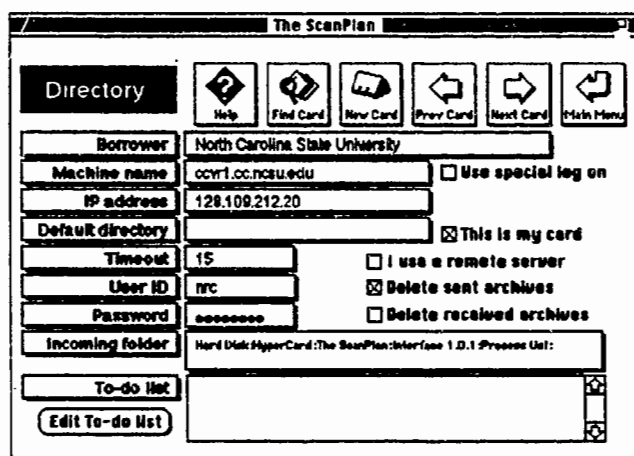 The ScanPlan
Directory
Help Find Card New Card Prev Card Next Card Main Menu
Borrower North Carolina State University
Machine name ccvr1.cc.ncsu.edu Use special log on
IP address 128.109.212.20
Default directory This is my card
Timeout 15 I use a remote server
User ID nrc Delete sent archives
Password ●●●●●●●● Delete received archives
Incoming folder Hard Disk:HyperCard:The ScanPlan:Interface 1.0.1:Process Us!:
To-do list
Edit To-do list